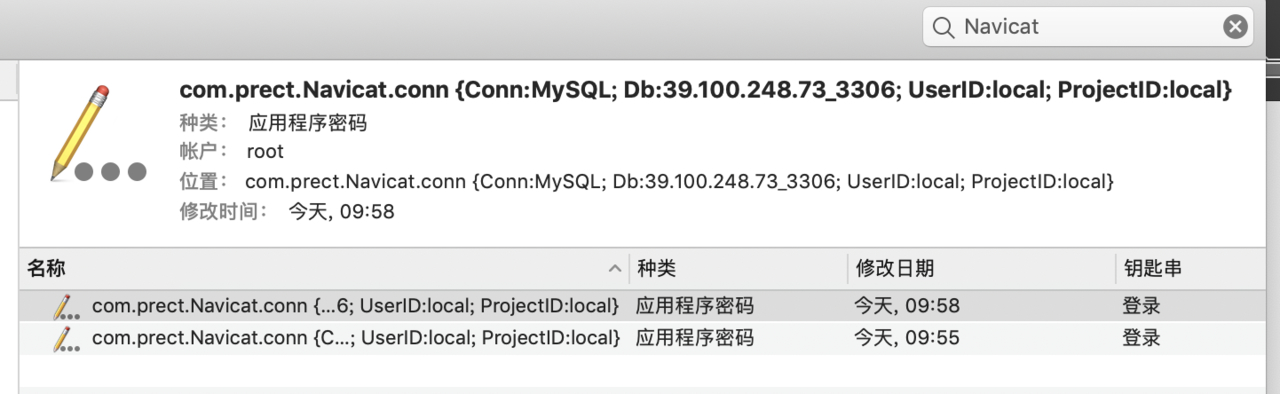 Navicat
com.prect.Navicat.conn {Conn:MySQL; Db:39.100.248.73_3306; UserID:local; ProjectID:local}
种类： 应用程序密码
帐户： root
位置： com.prect.Navicat.conn {Conn:MySQL; Db:39.100.248.73_3306; UserID:local; ProjectID:local}
修改时间： 今天, 09:58
名称 种类 修改日期 钥匙串
com.prect.Navicat.conn {...6; UserID:local; ProjectID:local} 应用程序密码 今天, 09:58 登录
com.prect.Navicat.conn {C...; UserID:local; ProjectID:local} 应用程序密码 今天, 09:55 登录